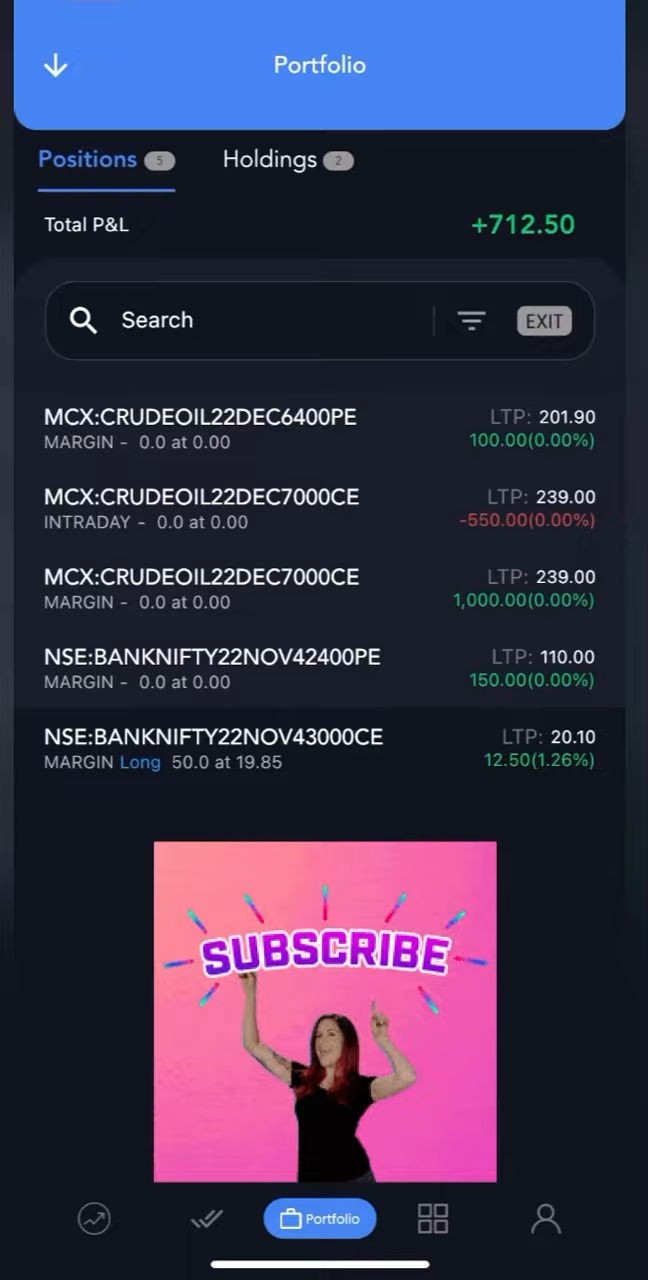 Portfolio
Positions 5 Holdings 2
Total P&L +712.50
Search EXIT
MCX:CRUDEOIL22DEC6400PE LTP: 201.90
MARGIN - 0.0 at 0.00 100.00(0.00%)
MCX:CRUDEOIL22DEC7000CE LTP: 239.00
INTRADAY - 0.0 at 0.00 -550.00(0.00%)
MCX:CRUDEOIL22DEC7000CE LTP: 239.00
MARGIN - 0.0 at 0.00 1,000.00(0.00%)
NSE:BANKNIFTY22NOV42400PE LTP: 110.00
MARGIN - 0.0 at 0.00 150.00(0.00%)
NSE:BANKNIFTY22NOV43000CE LTP: 20.10
MARGIN Long 50.0 at 19.85 12.50(1.26%)
SUBSCRIBE
Portfolio